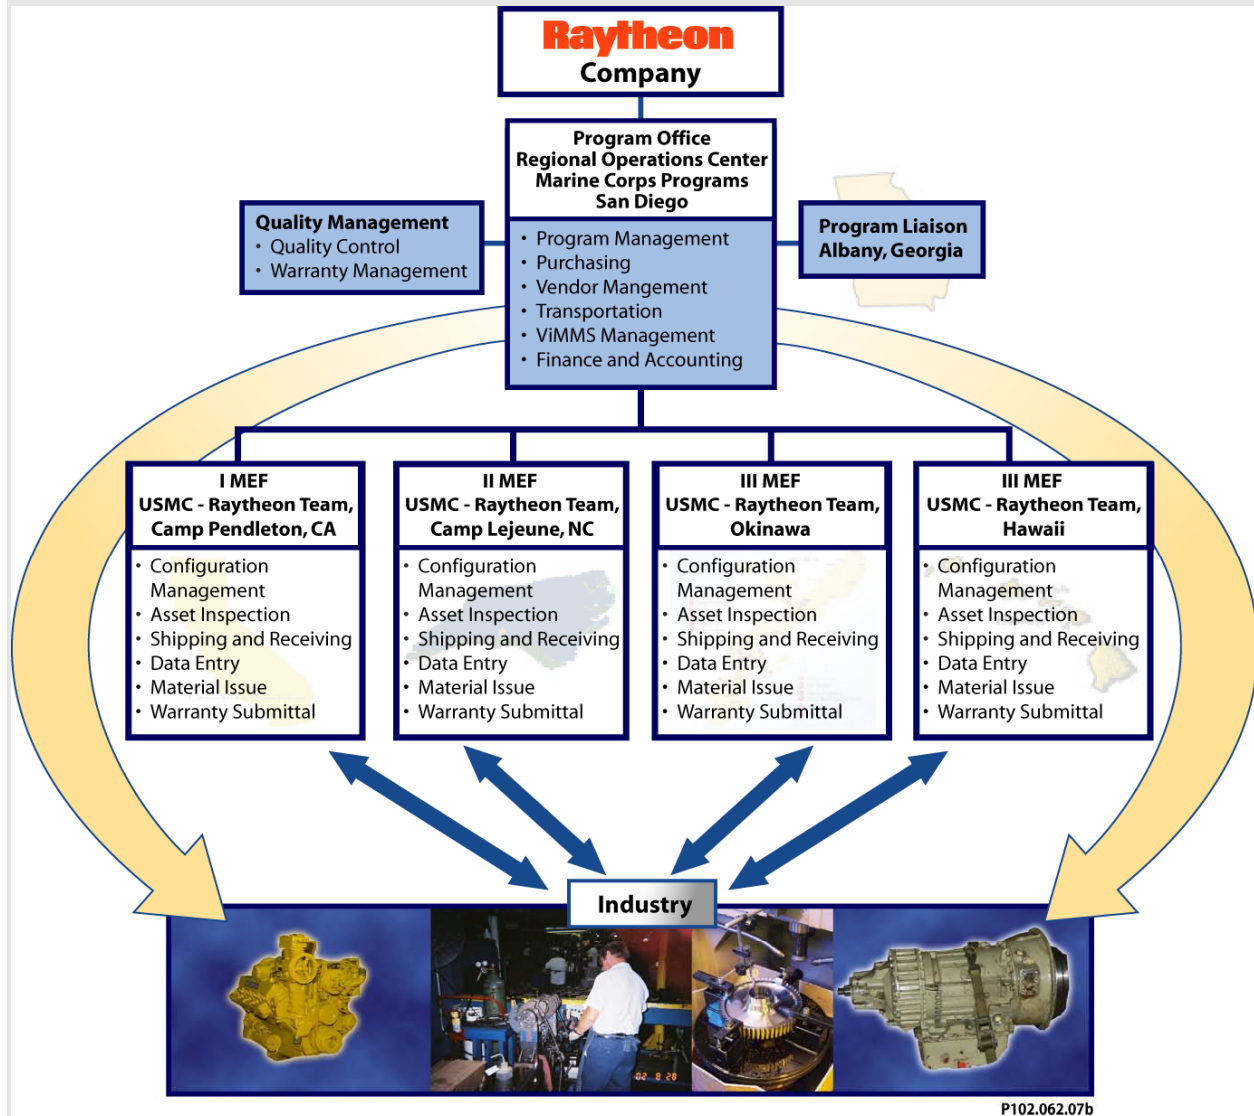 Raytheon
Company
Program Office
Regional Operations Center
Marine Corps Programs
San Diego
Quality Management
• Quality Control
• Warranty Management
• Program Management
• Purchasing
• Vendor Mangement
• Transportation
• ViMMS Management
• Finance and Accounting
Program Liaison
Albany, Georgia
I MEF
USMC - Raytheon Team,
Camp Pendleton, CA
• Configuration
Management
• Asset Inspection
• Shipping and Receiving
• Data Entry
• Material Issue
• Warranty Submittal
II MEF
USMC - Raytheon Team,
Camp Lejeune, NC
• Configuration
Management
• Asset Inspection
• Shipping and Receiving
• Data Entry
• Material Issue
• Warranty Submittal
III MEF
USMC - Raytheon Team,
Okinawa
• Configuration
Management
• Asset Inspection
• Shipping and Receiving
• Data Entry
• Material Issue
• Warranty Submittal
III MEF
USMC - Raytheon Team,
Hawaii
• Configuration
Management
• Asset Inspection
• Shipping and Receiving
• Data Entry
• Material Issue
• Warranty Submittal
Industry
02 8 28
P102.062.07b